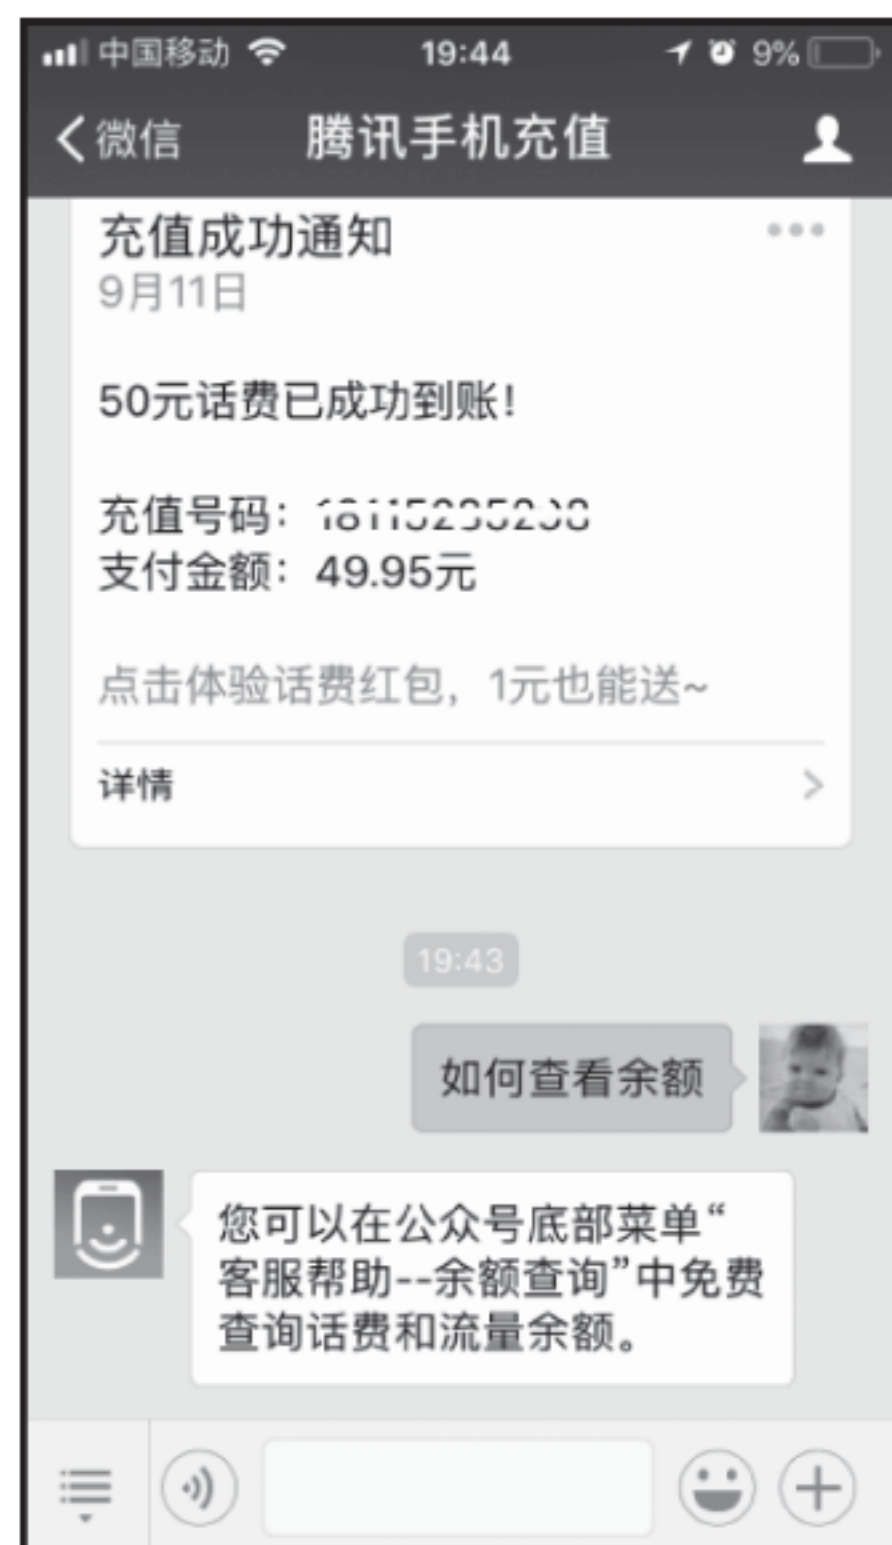 中国移动 19:44 9%
微信 腾讯手机充值
充值成功通知
9月11日
50元话费已成功到账!
充值号码:
支付金额: 49.95元
点击体验话费红包, 1元也能送~
详情
19:43
如何查看余额
您可以在公众号底部菜单“
客服帮助--余额查询”中免费
查询话费和流量余额。